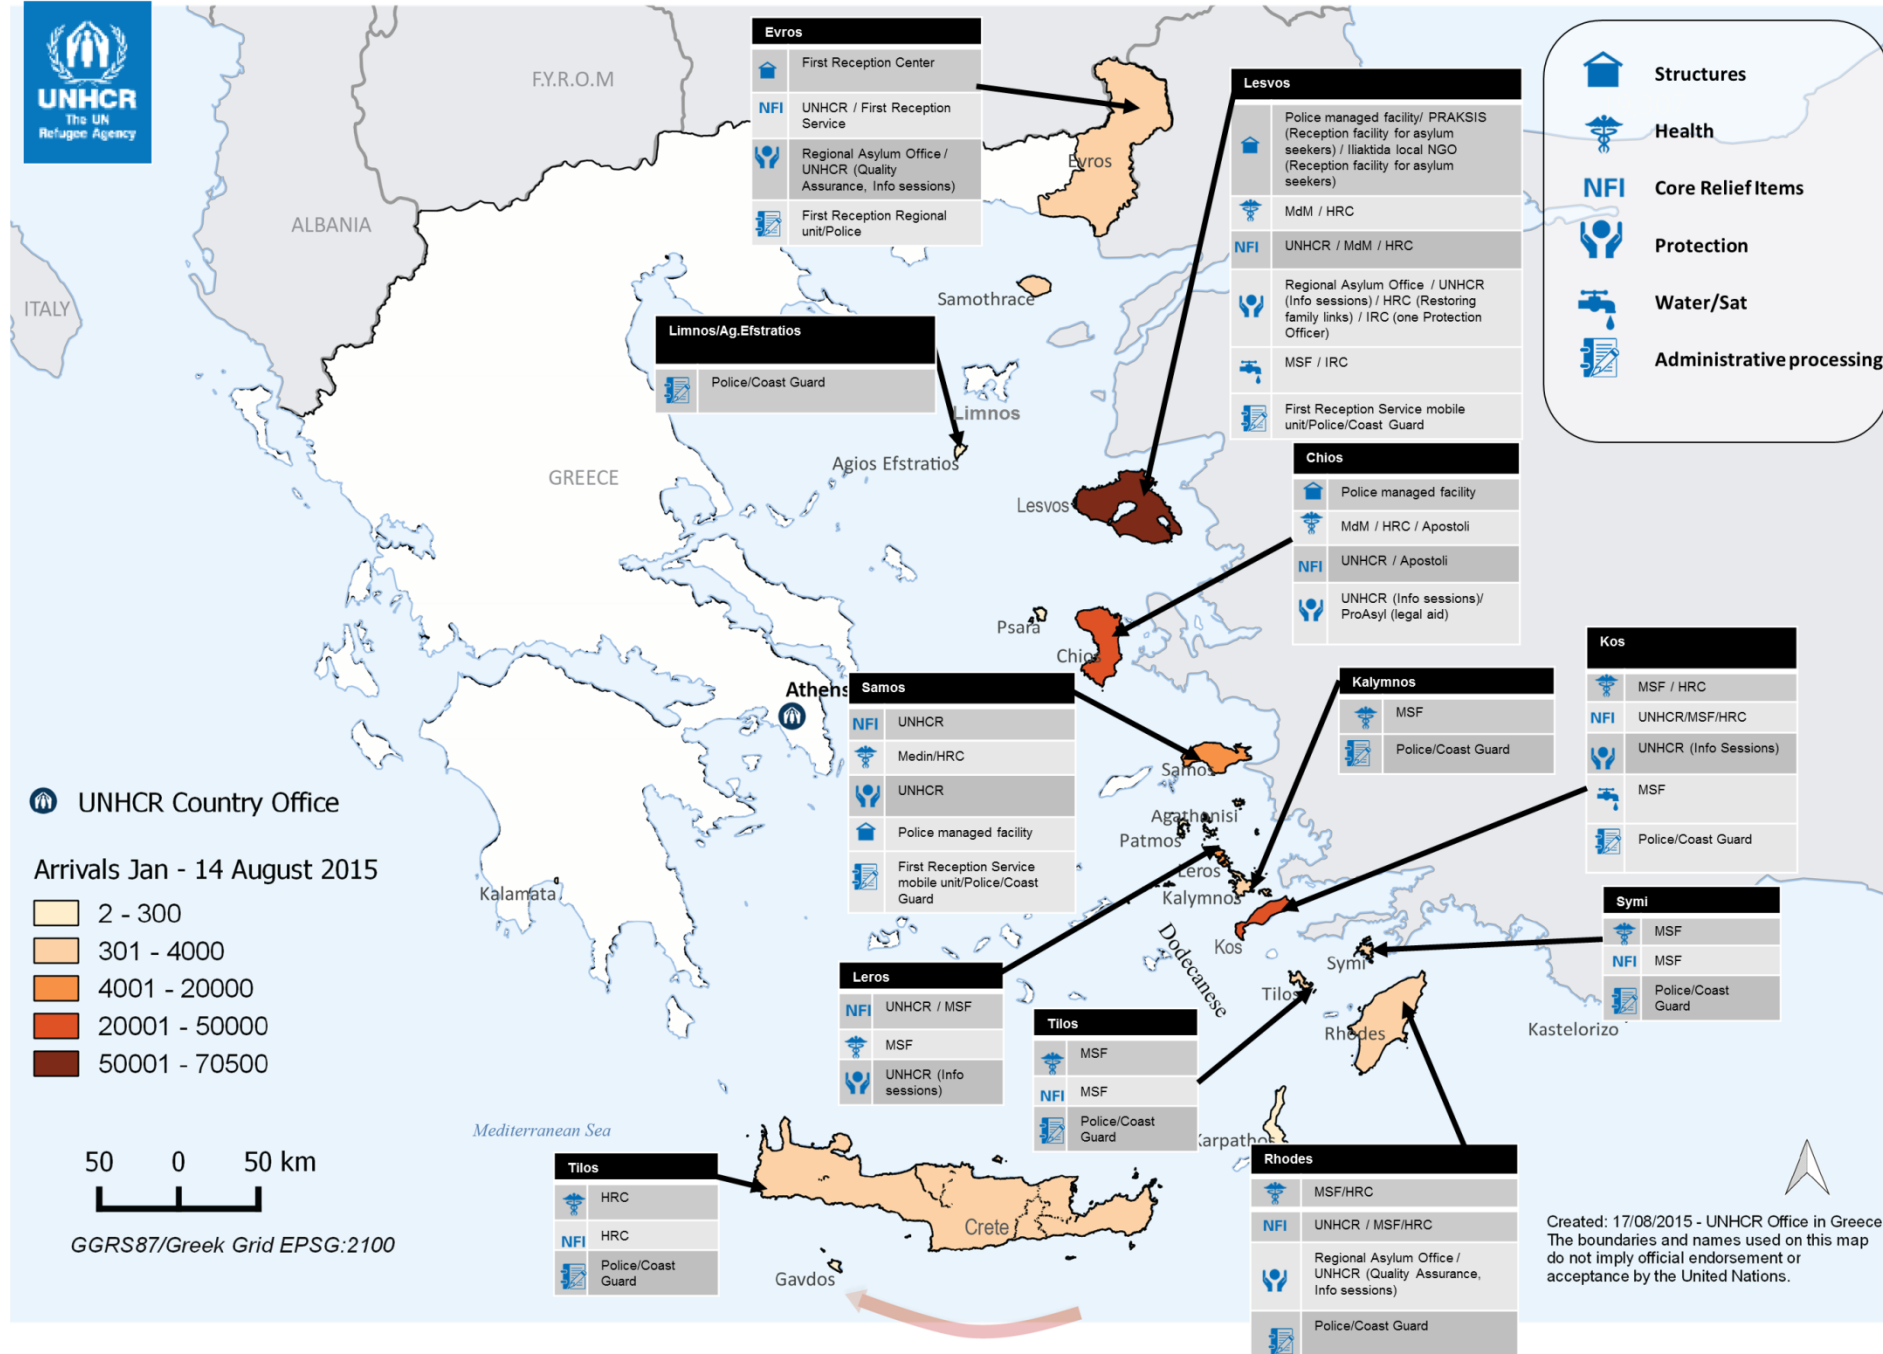 UNHCR
The UN
Refugee Agency
F.Y.R.O.M
ALBANIA
ITALY
GREECE
Evros
First Reception Center
NFI
UNHCR / First Reception
Service
Regional Asylum Office /
UNHCR (Quality
Assurance, Info sessions)
First Reception Regional
unit/Police
Evros
Samothrace
Lesvos
Police managed facility/ PRAKSIS
(Reception facility for asylum
seekers) / Iliaktida local NGO
(Reception facility for asylum
seekers)
MdM / HRC
NFI
UNHCR / MdM / HRC
Regional Asylum Office / UNHCR
(Info sessions) / HRC (Restoring
family links) / IRC (one Protection
Officer)
MSF / IRC
First Reception Service mobile
unit/Police/Coast Guard
Structures
Health
NFI
Core Relief Items
Protection
Water/Sat
Administrative processing
Limnos/Ag.Efstratios
Police/Coast Guard
Limnos
Agios Efstratios
Lesvos
Chios
Police managed facility
MdM / HRC / Apostoli
NFI
UNHCR / Apostoli
UNHCR (Info sessions)/
ProAsyl (legal aid)
Psara
Chios
Athens
Samos
NFI
UNHCR
Medin/HRC
UNHCR
Police managed facility
First Reception Service
mobile unit/Police/Coast
Guard
Samos
Agathonisi
Patmos
Leros
Kalymnos
Kos
Dodecanese
Symi
Tilos
Rhodes
Kastelorizo
Karpathos
Kalamata
Kalymnos
MSF
Police/Coast Guard
Kos
MSF / HRC
NFI
UNHCR/MSF/HRC
UNHCR (Info Sessions)
MSF
Police/Coast Guard
Symi
MSF
NFI
MSF
Police/Coast
Guard
Leros
NFI
UNHCR / MSF
MSF
UNHCR (Info
sessions)
Tilos
MSF
NFI
MSF
Police/Coast
Guard
Tilos
HRC
NFI
HRC
Police/Coast
Guard
Rhodes
MSF/HRC
NFI
UNHCR / MSF/HRC
Regional Asylum Office /
UNHCR (Quality Assurance,
Info sessions)
Police/Coast Guard
Crete
Gavdos
Mediterranean Sea
UNHCR Country Office
Arrivals Jan - 14 August 2015
2 - 300
301 - 4000
4001 - 20000
20001 - 50000
50001 - 70500
50 0 50 km
GGRS87/Greek Grid EPSG:2100
Created: 17/08/2015 - UNHCR Office in Greece
The boundaries and names used on this map
do not imply official endorsement or
acceptance by the United Nations.